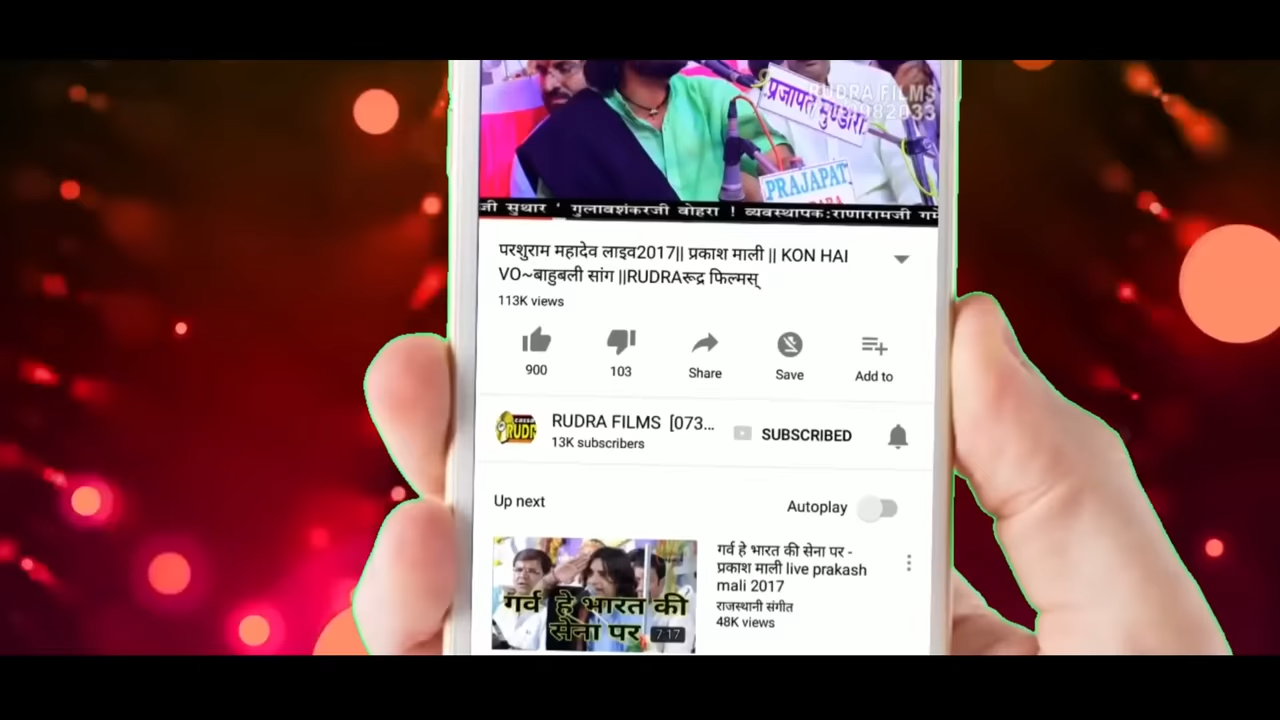 RUDRA FILMS
प्रजापत मुण्डारा
PRAJAPAT
जी सुथार ' गुलाबशंकरजी वोहरा ! व्यवस्थापक:राणारामजी गमे
परशुराम महादेव लाइव2017|| प्रकाश माली || KON HAI
VO~बाहुबली सांग ||RUDRAरूद्र फिल्मस्
113K views
900
103
Share
Save
Add to
RUDRA FILMS [073...
13K subscribers
SUBSCRIBED
Up next
Autoplay
गर्व हे भारत की
सेना पर
7:17
गर्व हे भारत की सेना पर -
प्रकाश माली live prakash
mali 2017
राजस्थानी संगीत
48K views